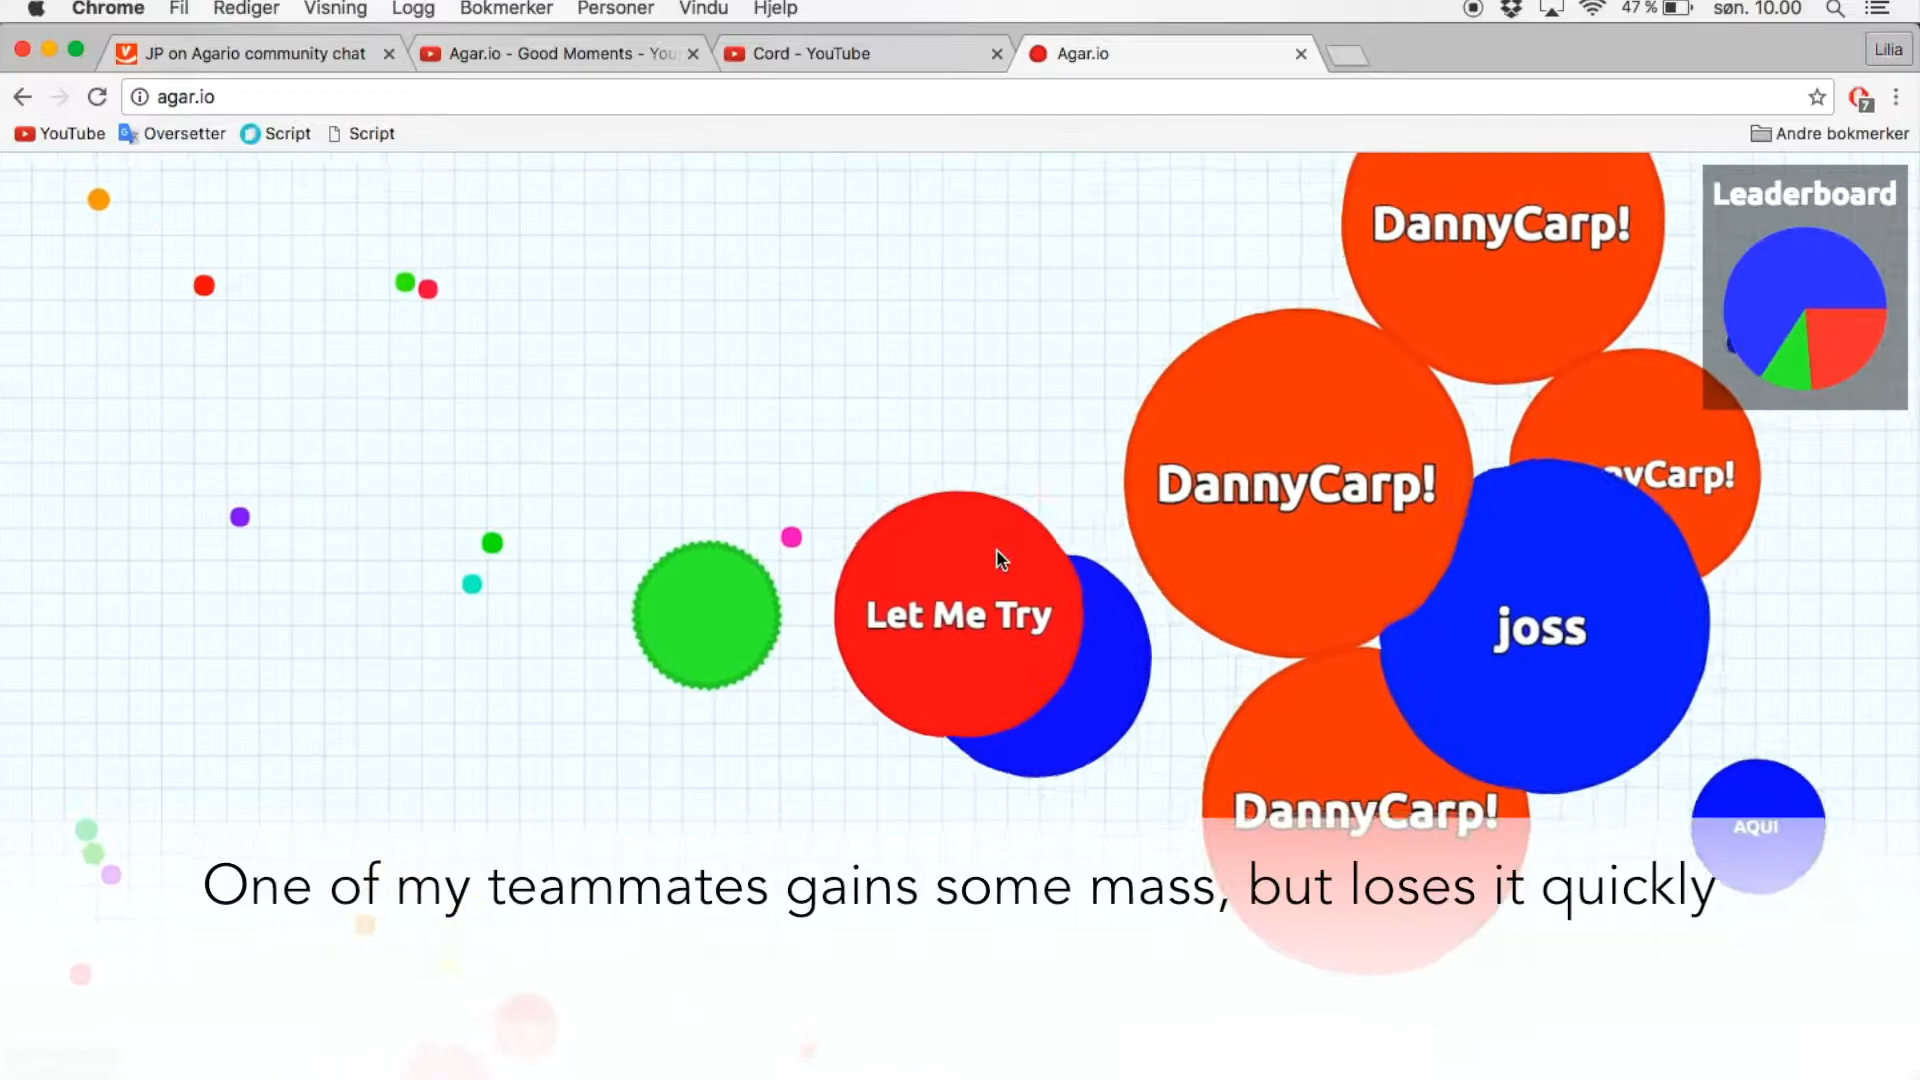 Chrome Fil Rediger Visning Logg Bokmerker Personer Vindu Hjelp 47 % søn. 10.00
JP on Agario community chat Agar.io - Good Moments - You Cord - YouTube Agar.io Lilia
agar.io 7
YouTube Oversetter Script Script Andre bokmerker
Leaderboard
DannyCarp!
DannyCarp!
nyCarp!
Let Me Try
joss
DannyCarp!
AQUI
One of my teammates gains some mass, but loses it quickly